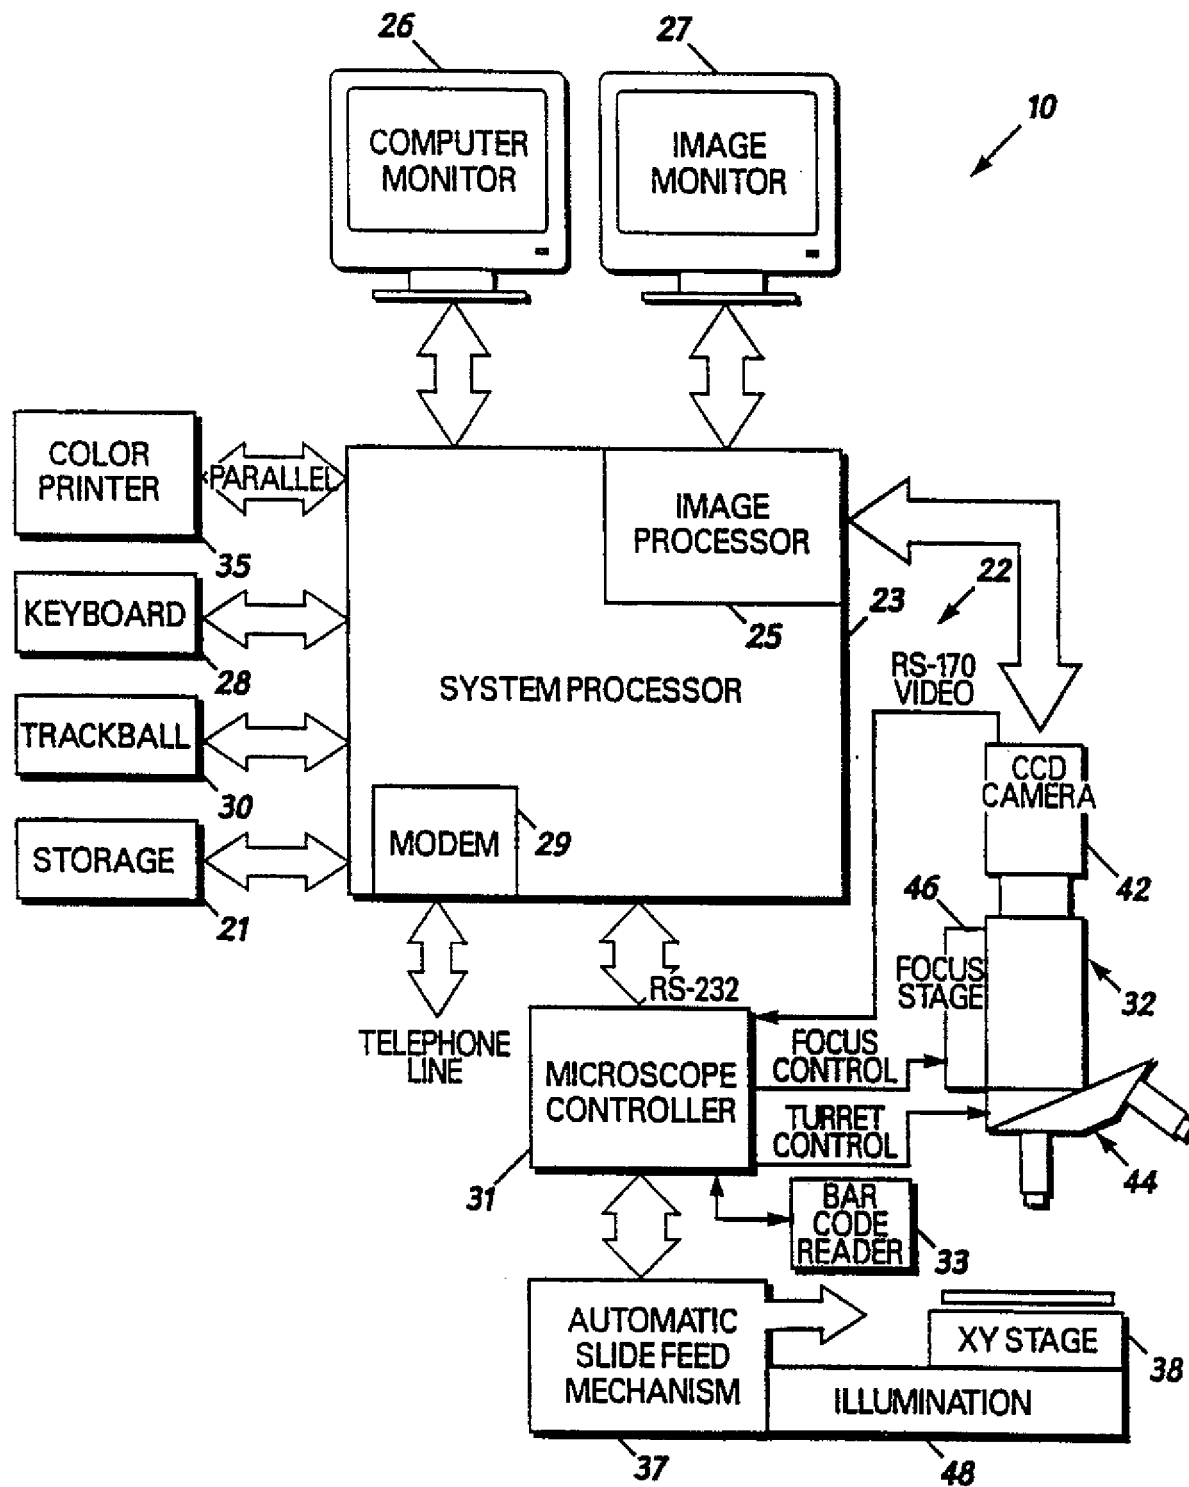 26
27
10
COMPUTER
MONITOR
IMAGE
MONITOR
COLOR
PRINTER
PARALLEL
35
IMAGE
PROCESSOR
25
23
22
KEYBOARD
28
SYSTEM PROCESSOR
RS-170
VIDEO
TRACKBALL
30
CCD
CAMERA
42
STORAGE
21
MODEM
29
46
FOCUS
STAGE
32
RS-232
TELEPHONE
LINE
MICROSCOPE
CONTROLLER
31
FOCUS
CONTROL
TURRET
CONTROL
44
BAR
CODE
READER
33
AUTOMATIC
SLIDE FEED
MECHANISM
37
XY STAGE
38
ILLUMINATION
48